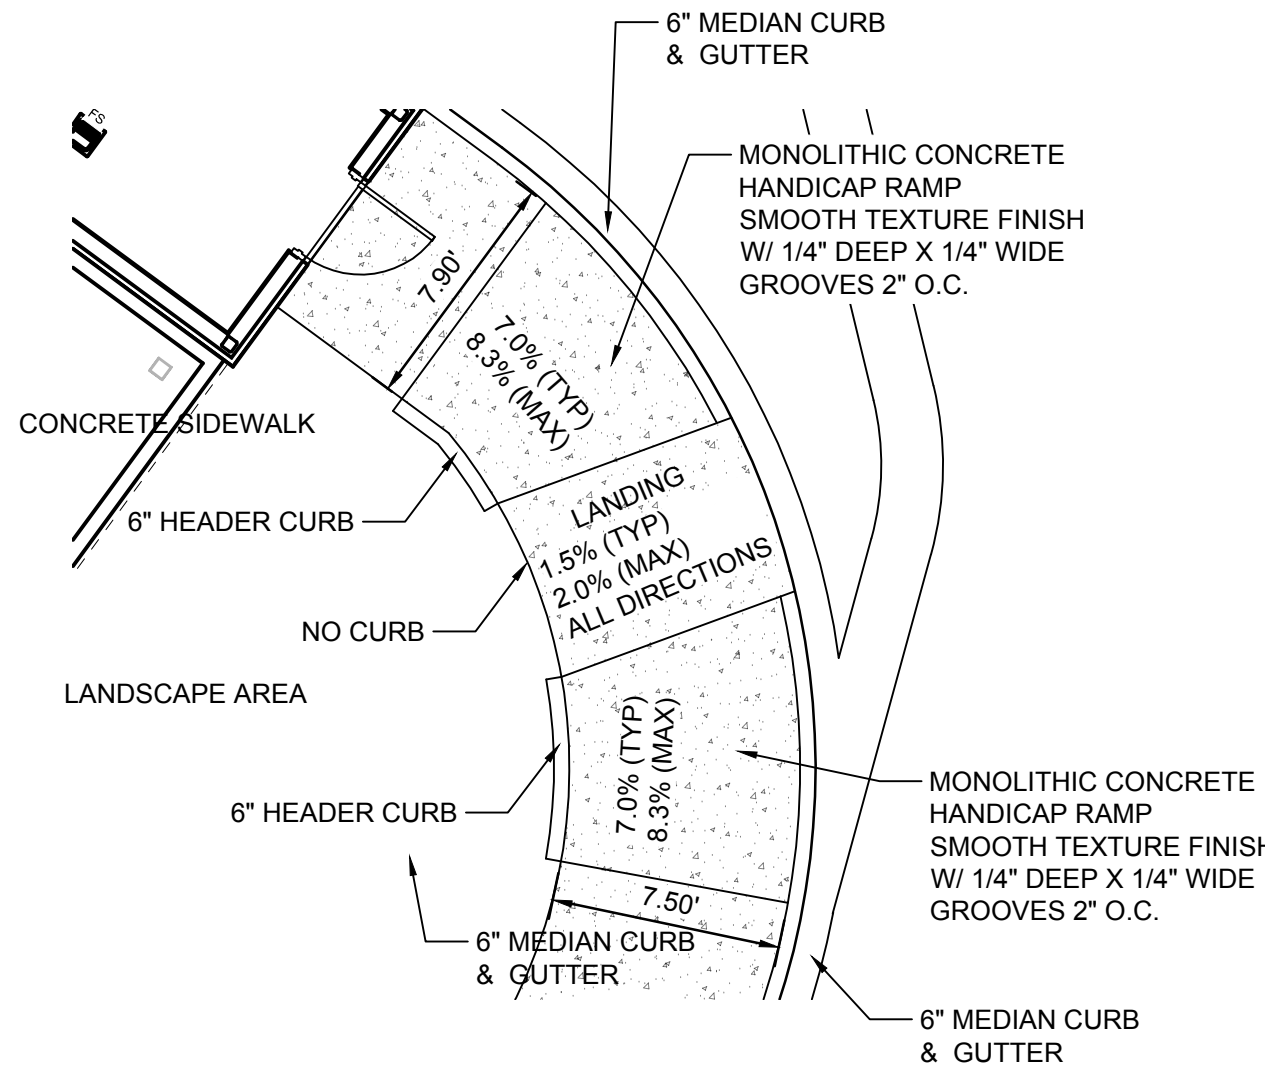 6" MEDIAN CURB
& GUTTER
FS
MONOLITHIC CONCRETE
HANDICAP RAMP
SMOOTH TEXTURE FINISH
W/ 1/4" DEEP X 1/4" WIDE
GROOVES 2" O.C.
7.90'
7.0% (TYP)
8.3% (MAX)
CONCRETE SIDEWALK
6" HEADER CURB
LANDING
1.5% (TYP)
2.0% (MAX)
ALL DIRECTIONS
NO CURB
LANDSCAPE AREA
7.0% (TYP)
8.3% (MAX)
6" HEADER CURB
MONOLITHIC CONCRETE
HANDICAP RAMP
SMOOTH TEXTURE FINISH
W/ 1/4" DEEP X 1/4" WIDE
GROOVES 2" O.C.
7.50'
6" MEDIAN CURB
& GUTTER
6" MEDIAN CURB
& GUTTER